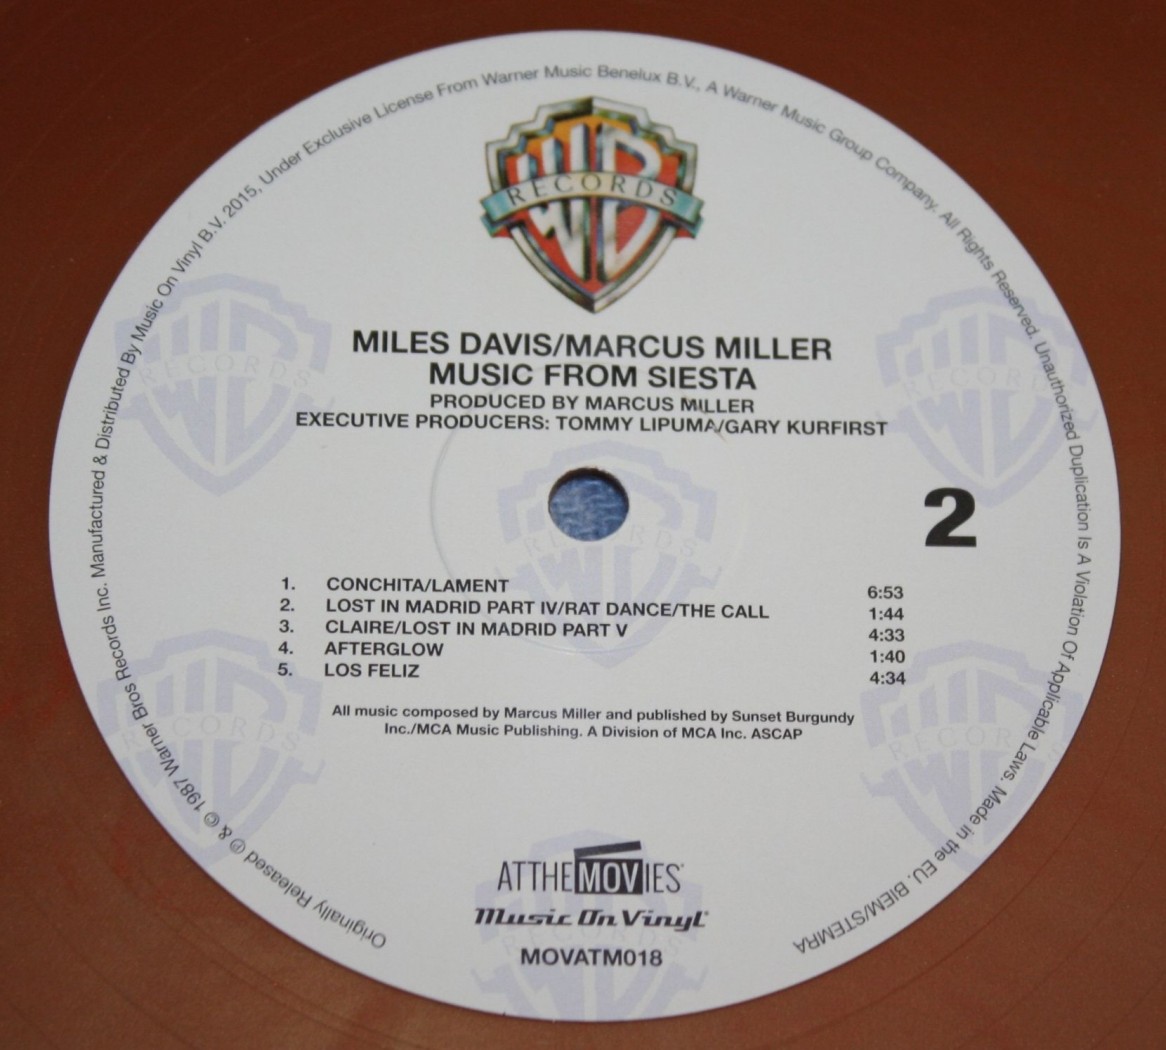 Originally Released ℗ & © 1987 Warner Bros Records Inc. Manufactured & Distributed By Music On Vinyl B.V. 2015, Under Exclusive License From Warner Music Benelux B.V., A Warner Music Group Company. All Rights Reserved. Unauthorized Duplication Is A Violation Of Applicable Laws. Made in the EU. BIEM/STEMRA
WB
RECORDS
MILES DAVIS/MARCUS MILLER
MUSIC FROM SIESTA
PRODUCED BY MARCUS MILLER
EXECUTIVE PRODUCERS: TOMMY LIPUMA/GARY KURFIRST
2
1. CONCHITA/LAMENT 6:53
2. LOST IN MADRID PART IV/RAT DANCE/THE CALL 1:44
3. CLAIRE/LOST IN MADRID PART V 4:33
4. AFTERGLOW 1:40
5. LOS FELIZ 4:34
All music composed by Marcus Miller and published by Sunset Burgundy
Inc./MCA Music Publishing. A Division of MCA Inc. ASCAP
AT THE MOVIES
Music On Vinyl
MOVATM018